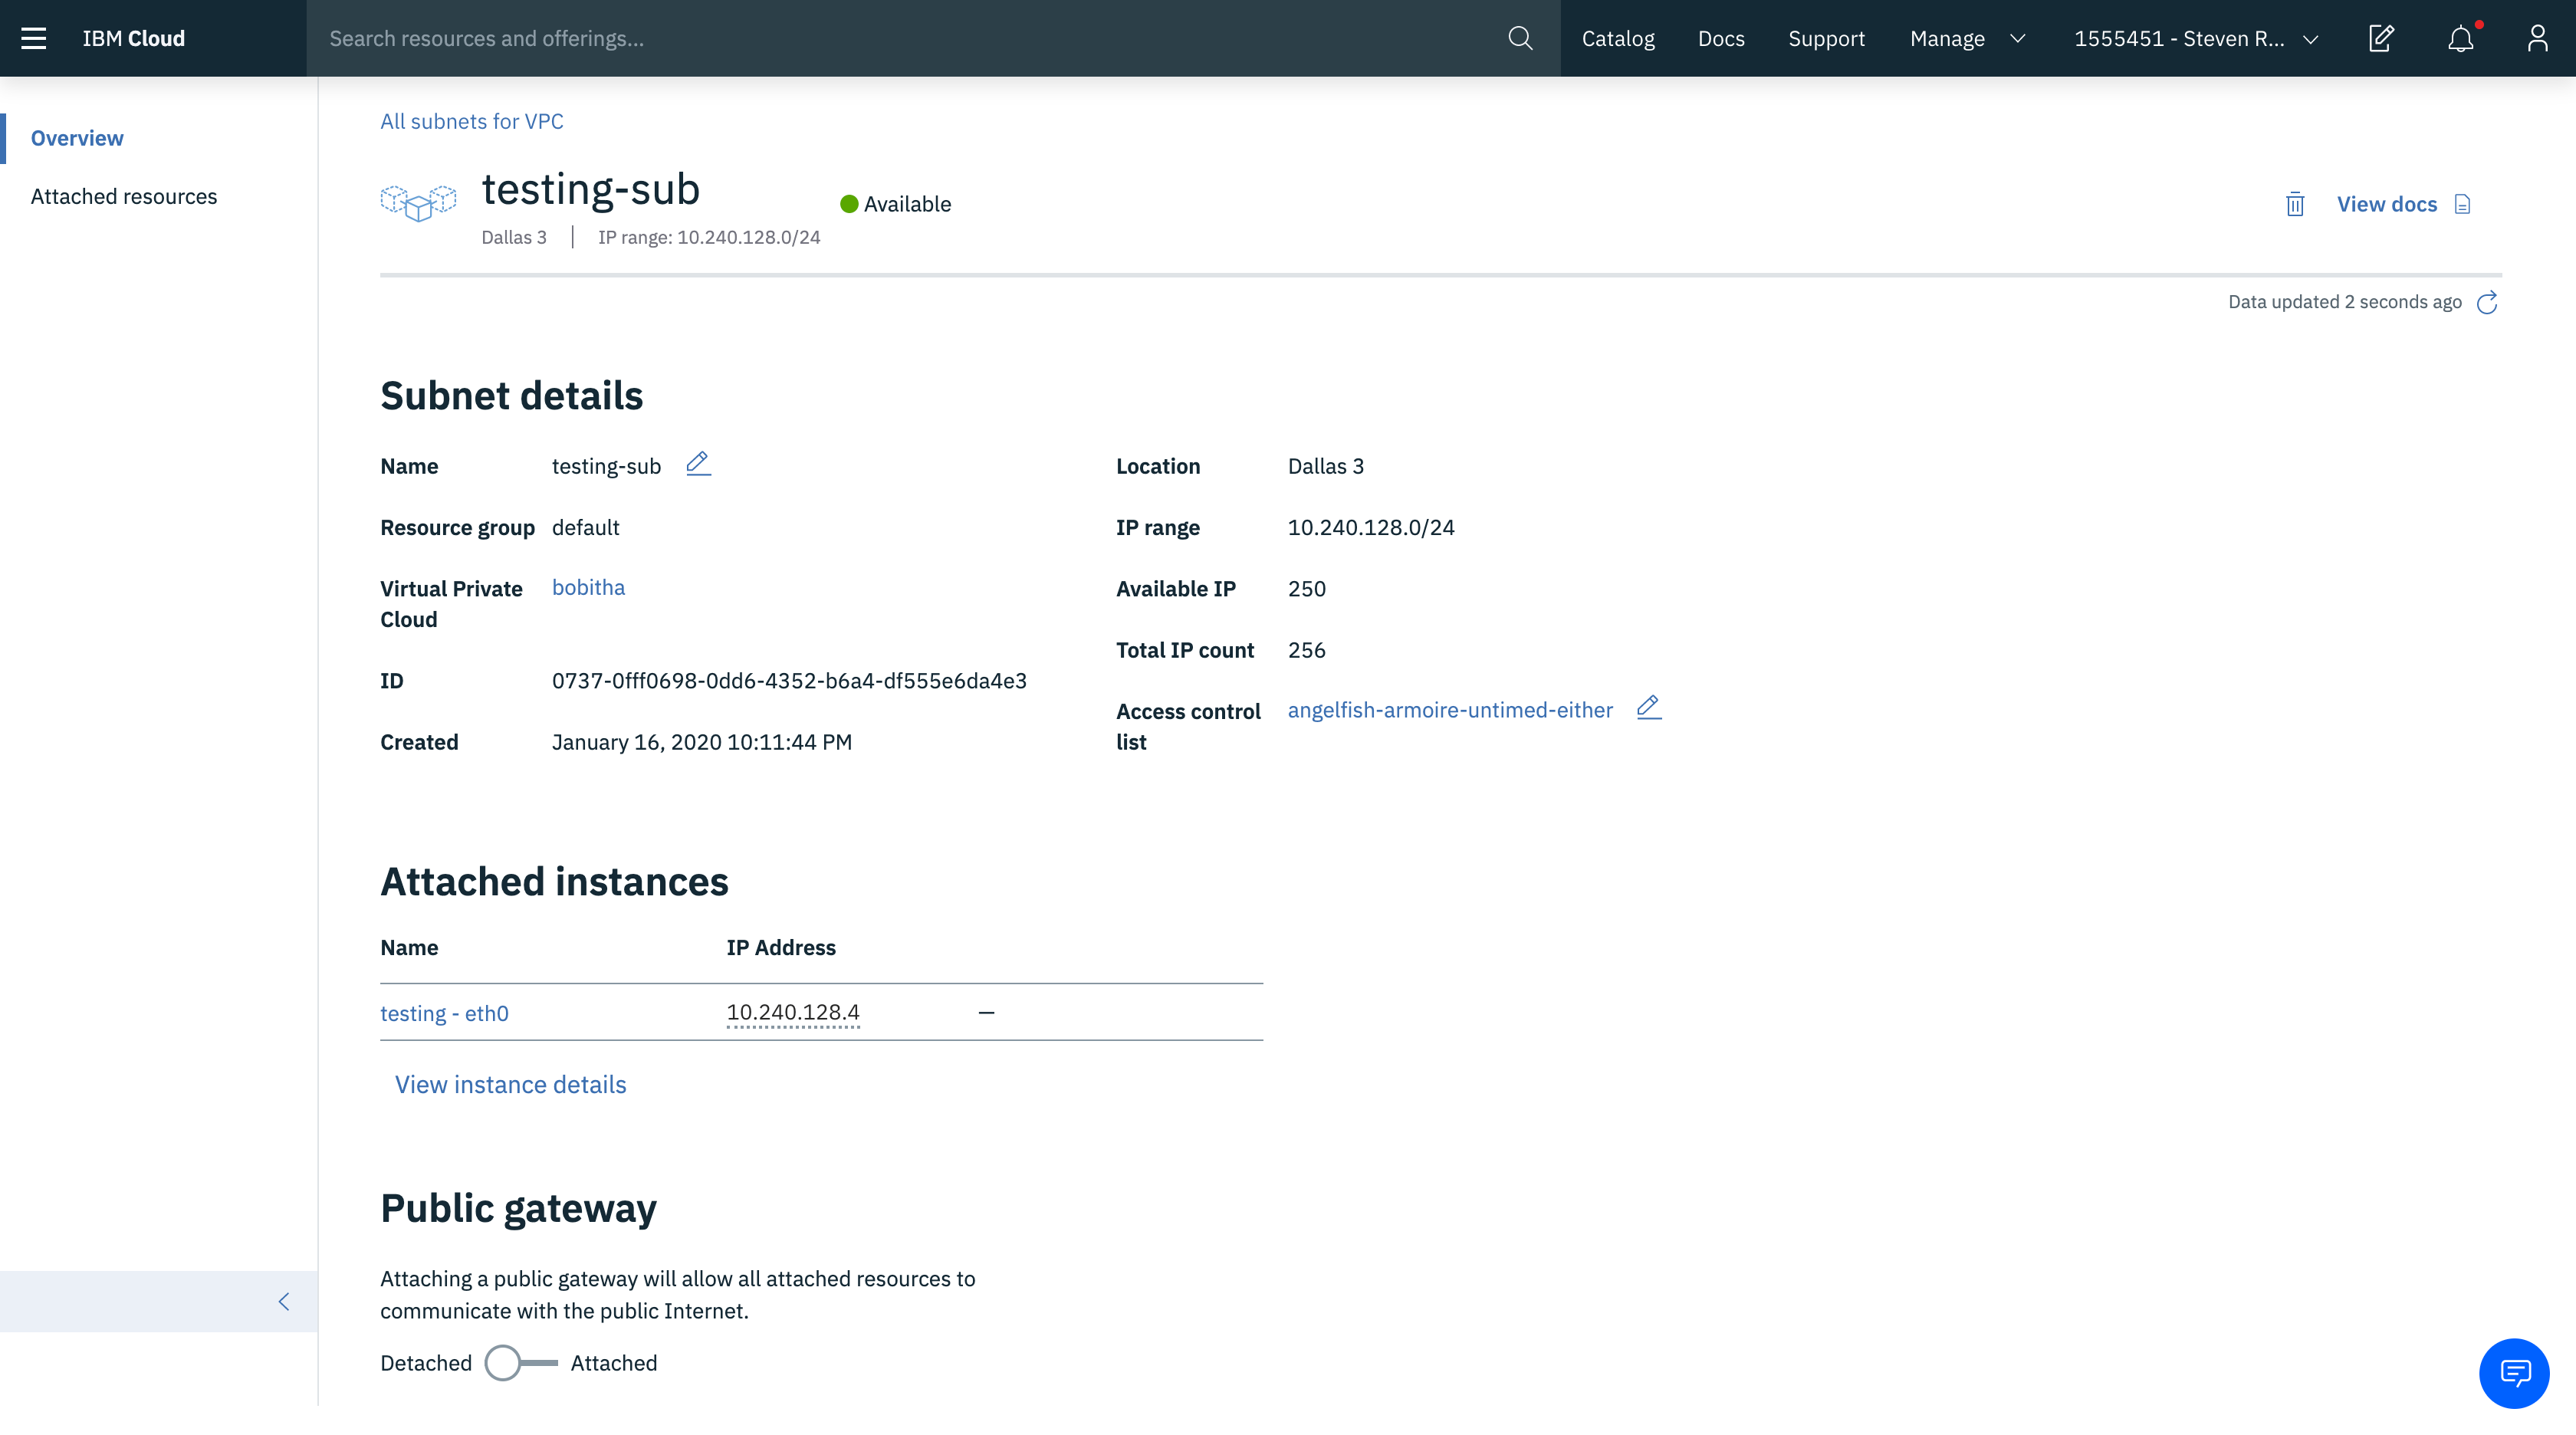 IBM Cloud
Search resources and offerings...
Catalog
Docs
Support
Manage
1555451 - Steven R...
Overview
Attached resources
All subnets for VPC
testing-sub
Available
Dallas 3 | IP range: 10.240.128.0/24
View docs
Data updated 2 seconds ago
Subnet details
Name testing-sub
Resource group default
Virtual Private Cloud bobitha
ID 0737-0fff0698-0dd6-4352-b6a4-df555e6da4e3
Created January 16, 2020 10:11:44 PM
Location Dallas 3
IP range 10.240.128.0/24
Available IP 250
Total IP count 256
Access control list angelfish-armoire-untimed-either
Attached instances
Name IP Address
testing - eth0 10.240.128.4 —
View instance details
Public gateway
Attaching a public gateway will allow all attached resources to
communicate with the public Internet.
Detached Attached